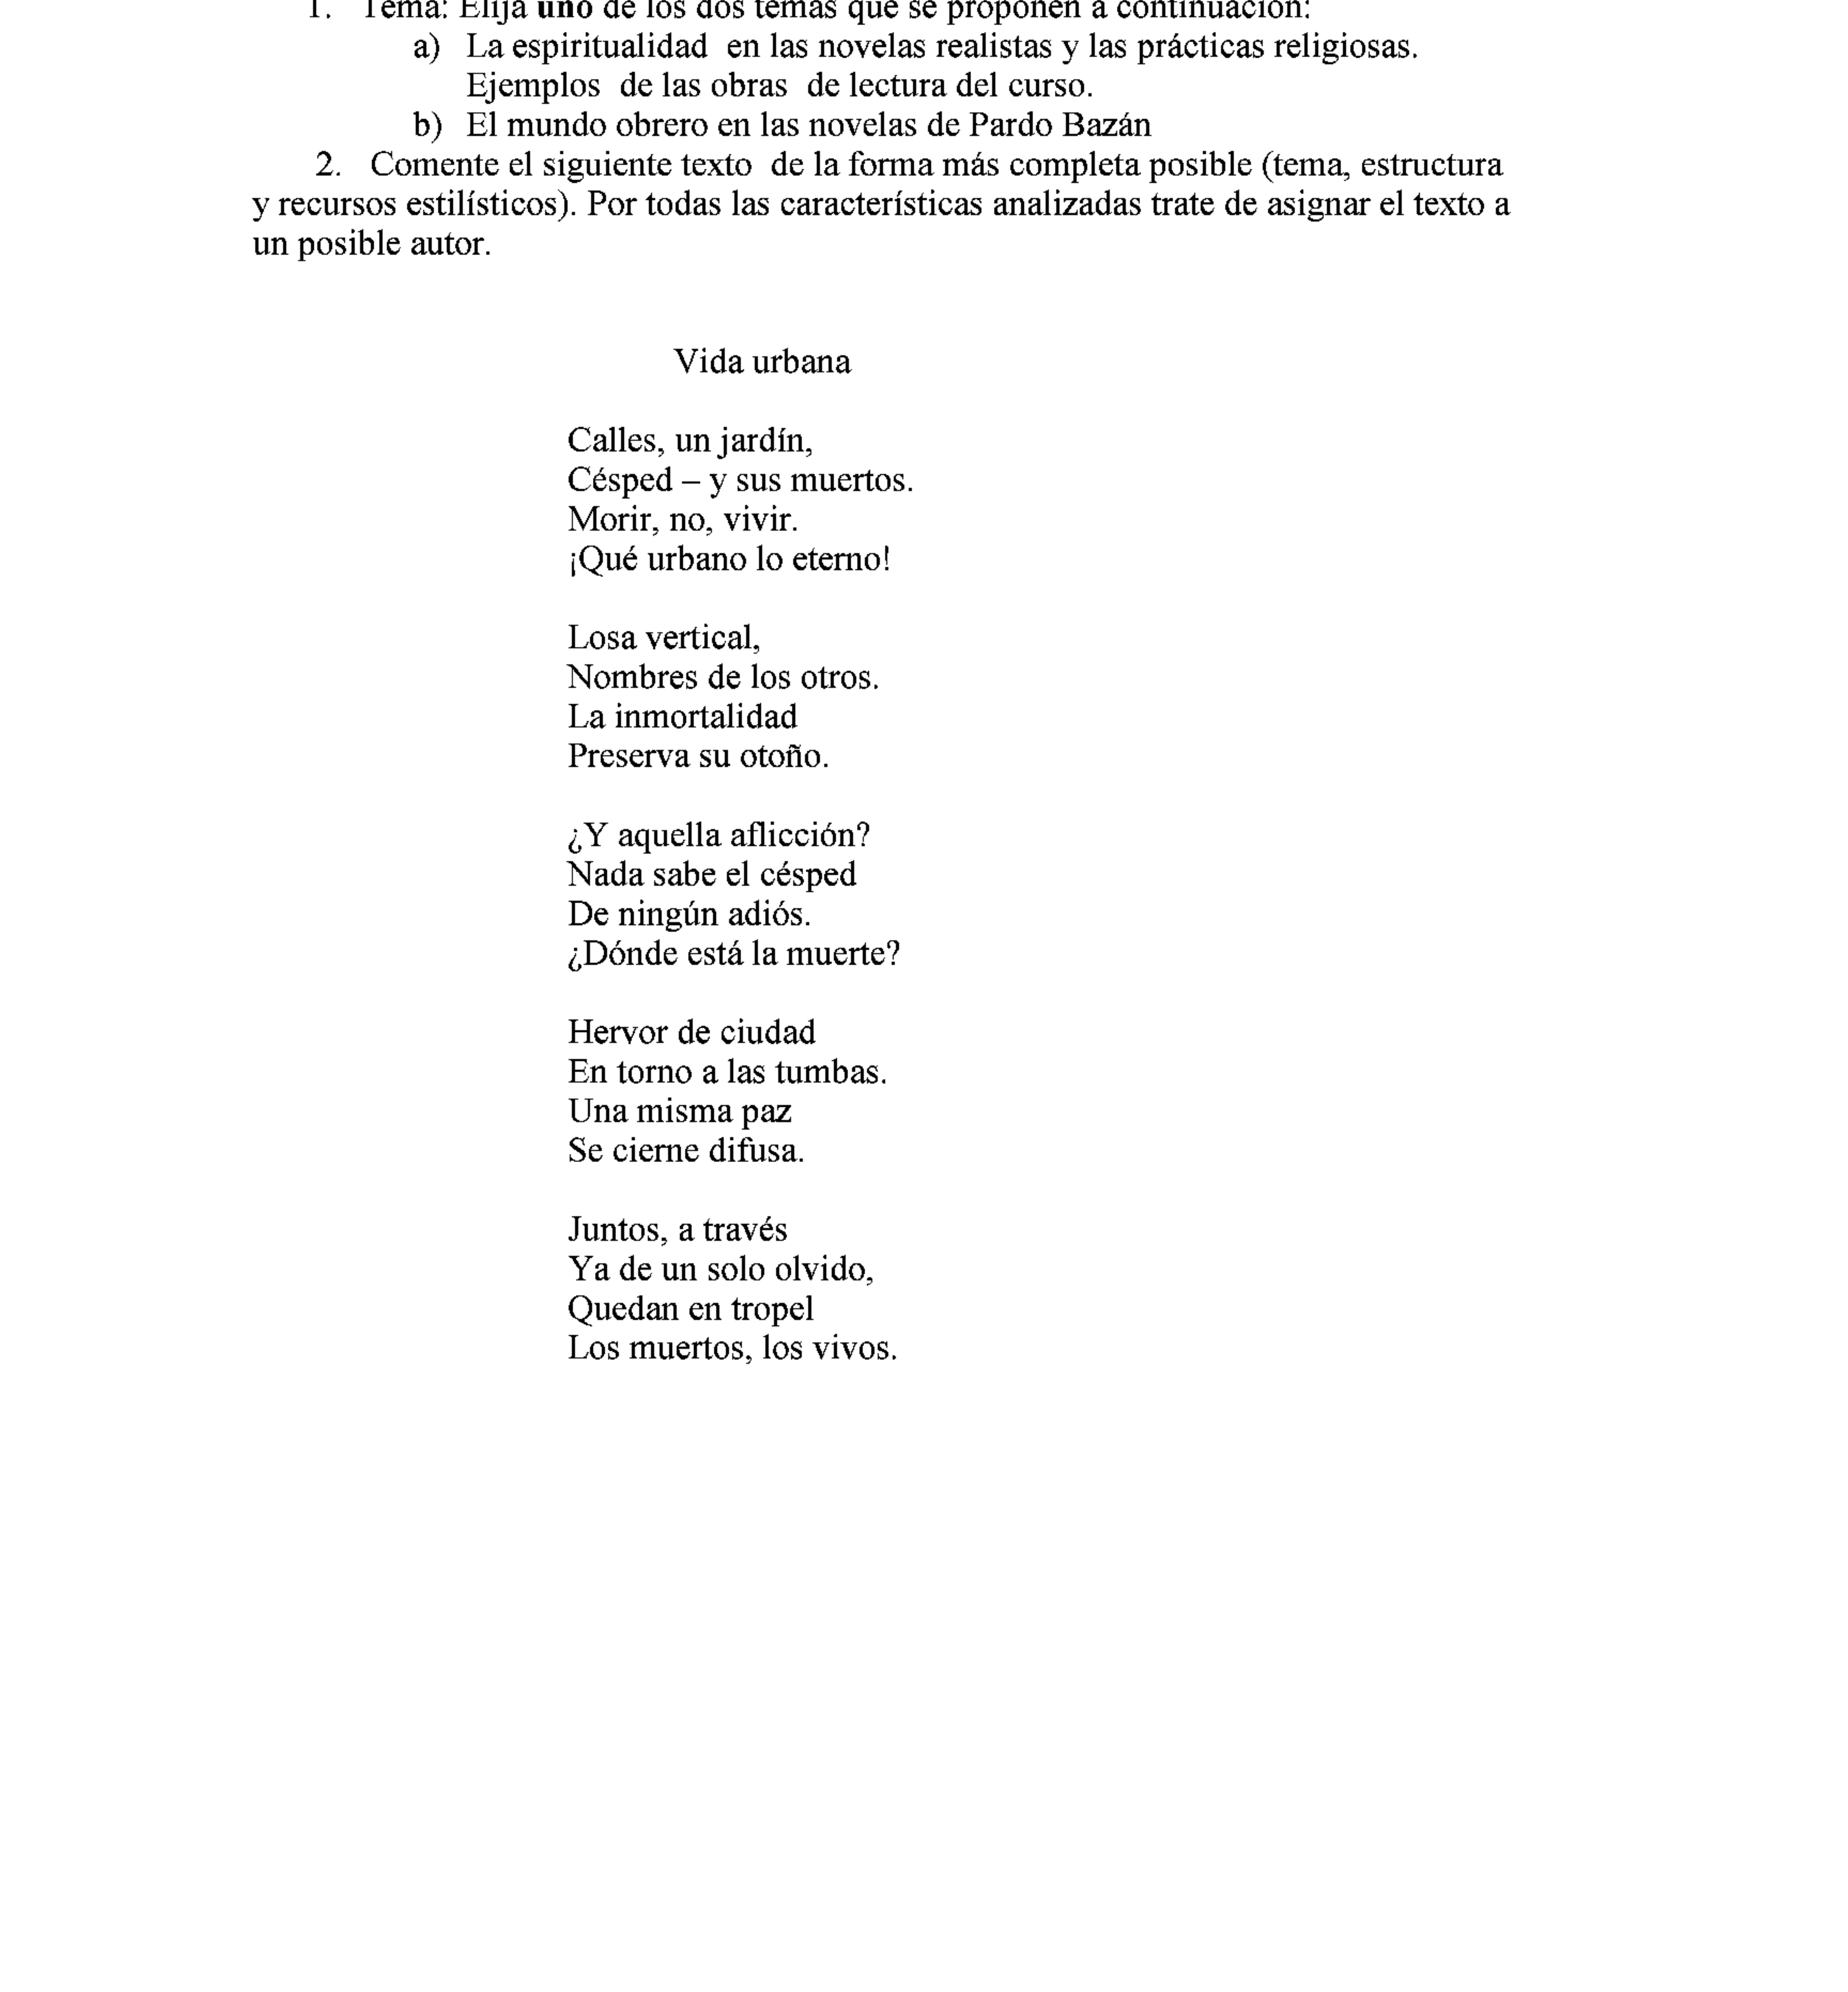 1. Tema: Elija uno de los dos temas que se proponen a continuación:
a) La espiritualidad en las novelas realistas y las prácticas religiosas.
Ejemplos de las obras de lectura del curso.
b) El mundo obrero en las novelas de Pardo Bazán
2. Comente el siguiente texto de la forma más completa posible (tema, estructura
y recursos estilísticos). Por todas las características analizadas trate de asignar el texto a
un posible autor.
Vida urbana
Calles, un jardín,
Césped – y sus muertos.
Morir, no, vivir.
¡Qué urbano lo eterno!
Losa vertical,
Nombres de los otros.
La inmortalidad
Preserva su otoño.
¿Y aquella aflicción?
Nada sabe el césped
De ningún adiós.
¿Dónde está la muerte?
Hervor de ciudad
En torno a las tumbas.
Una misma paz
Se cierne difusa.
Juntos, a través
Ya de un solo olvido,
Quedan en tropel
Los muertos, los vivos.